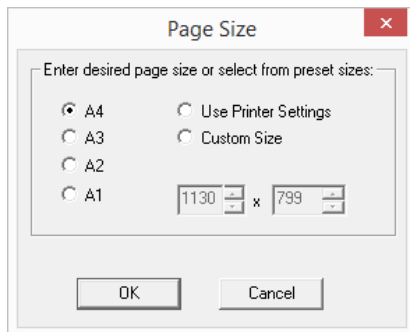 Page Size
Enter desired page size or select from preset sizes:
A4 Use Printer Settings
A3 Custom Size
A2
A1 1130 x 799
OK Cancel